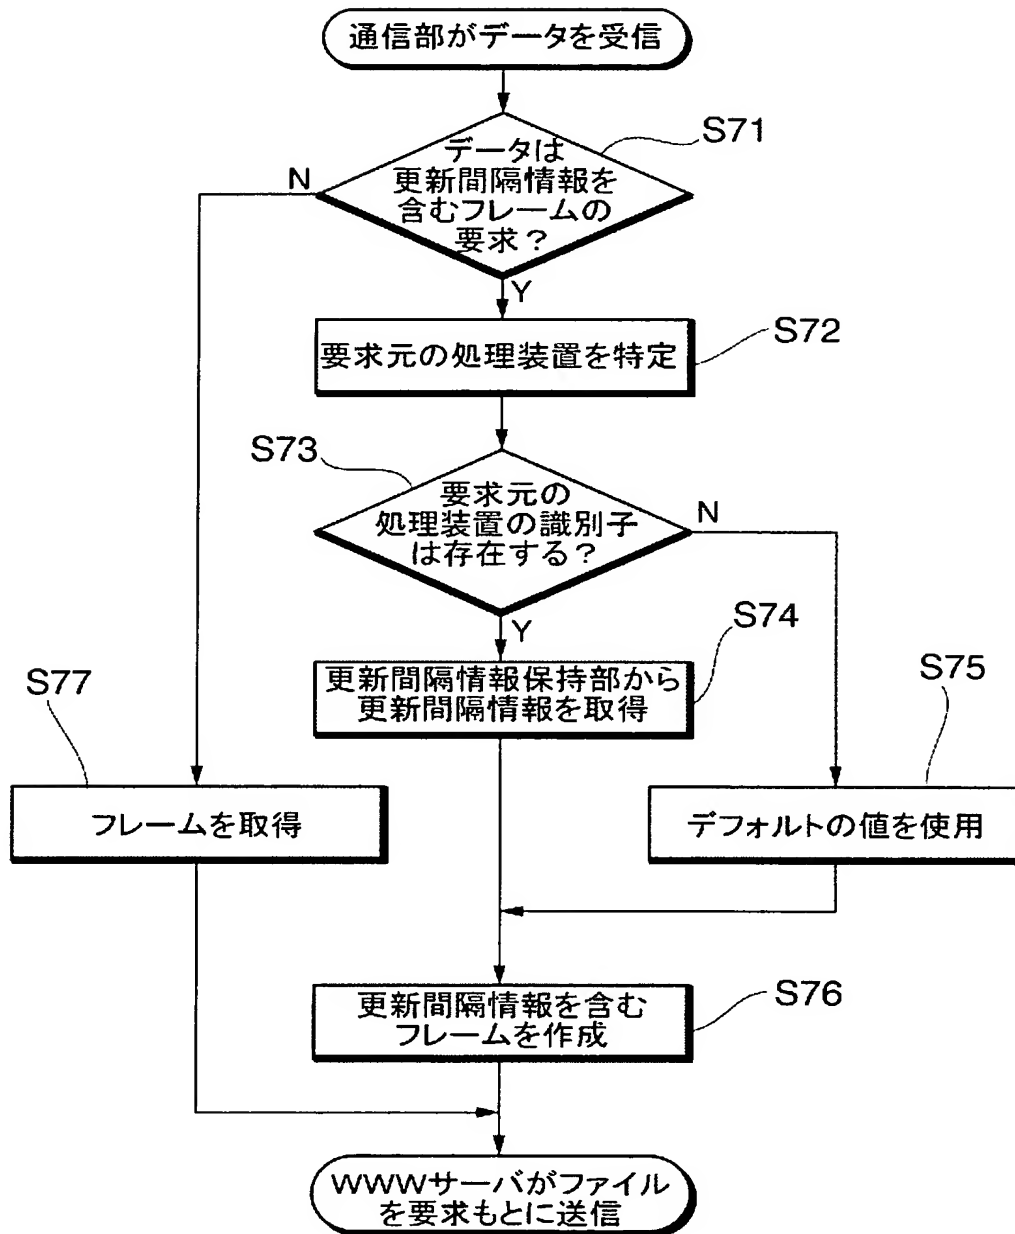 通信部がデータを受信
S71
データは
更新間隔情報を
含むフレームの
要求？
N
Y
S72
要求元の処理装置を特定
S73
要求元の
処理装置の識別子
は存在する？
N
Y
S74
更新間隔情報保持部から
更新間隔情報を取得
S77
フレームを取得
S75
デフォルトの値を使用
S76
更新間隔情報を含む
フレームを作成
WWWサーバがファイル
を要求もとに送信